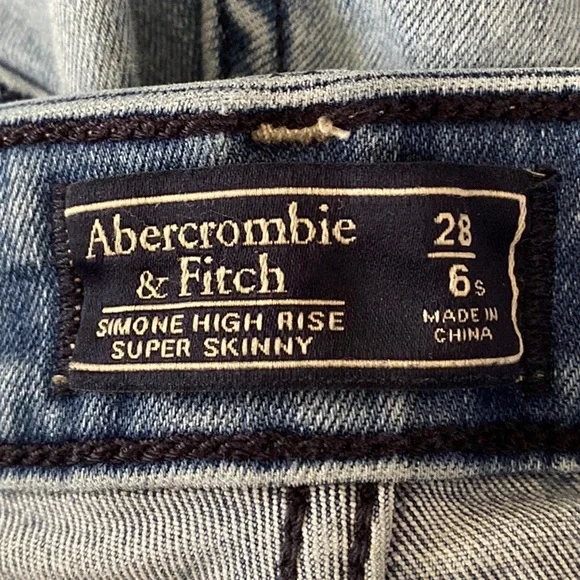 Abercrombie
& Fitch
SIMONE HIGH RISE
SUPER SKINNY
28
6s
MADE IN
CHINA